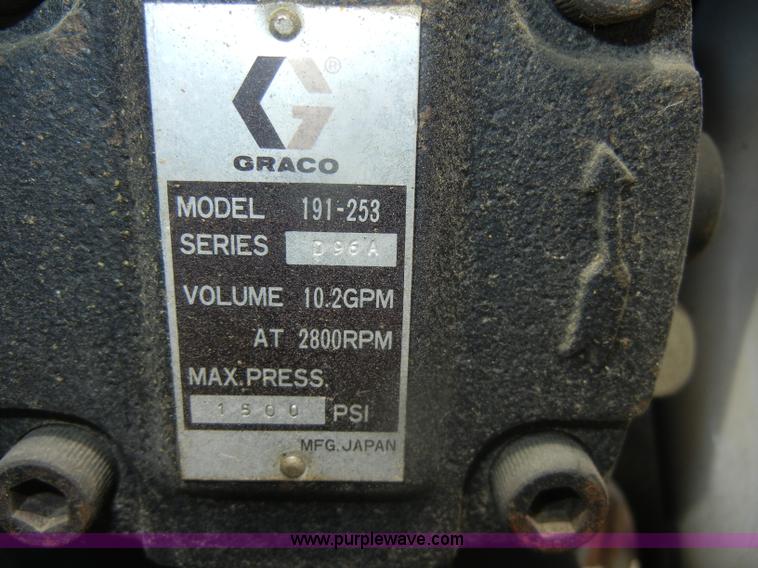 ®
GRACO
MODEL 191-253
SERIES D96A
VOLUME 10.2GPM
AT 2800RPM
MAX.PRESS.
1500 PSI
MFG.JAPAN
www.purplewave.com